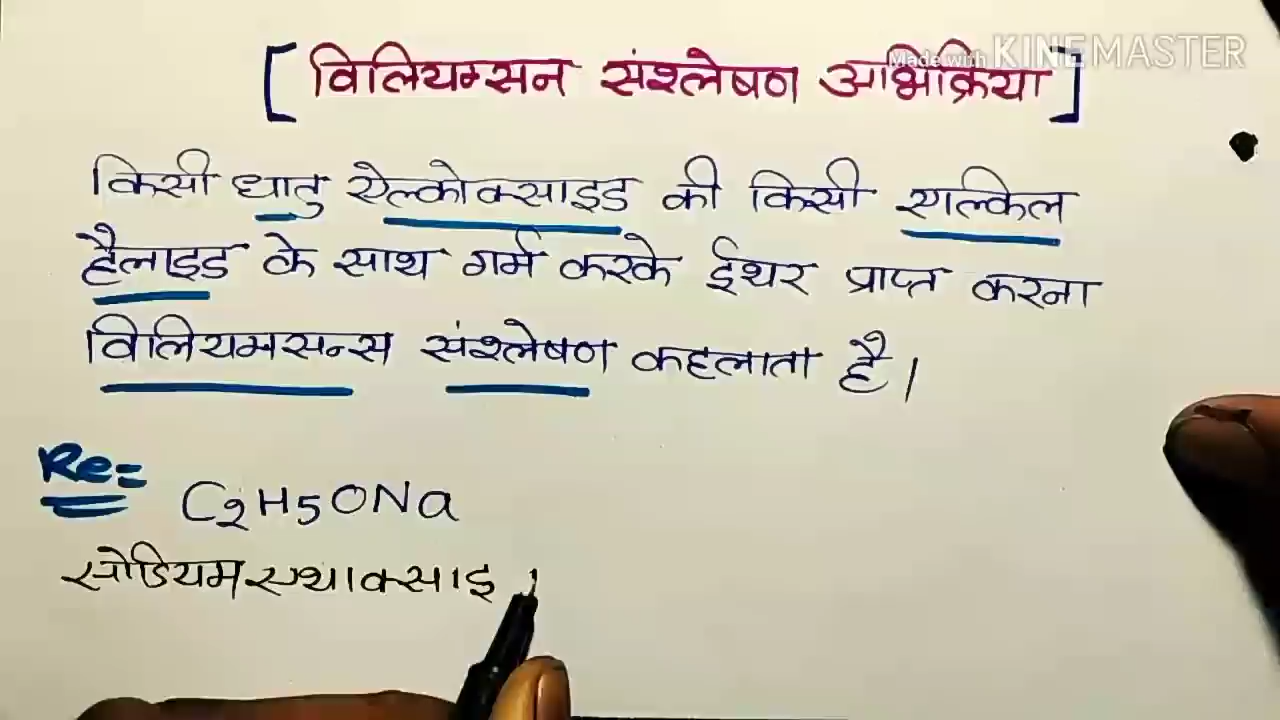 Made with KINEMASTER
[विलियम्सन संश्लेषण अभिक्रिया]
किसी धातु ऐल्कोक्साइड की किसी एल्किल
हैलाइड के साथ गर्म करके ईथर प्राप्त करना
विलियमसन्स संश्लेषण कहलाता है।
Re=
C2H5ONa
सोडियम एथाक्साइ